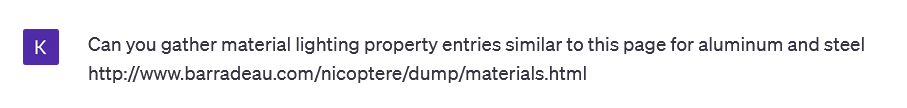 K
Can you gather material lighting property entries similar to this page for aluminum and steel
http://www.barradeau.com/nicoptere/dump/materials.html